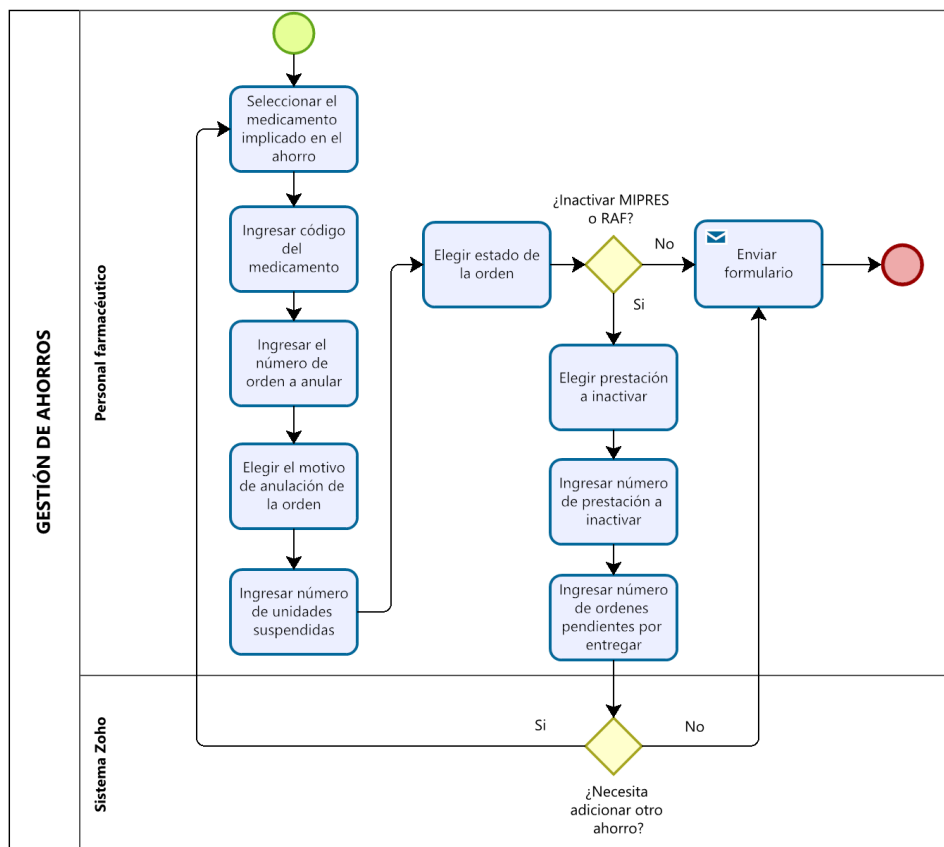 GESTIÓN DE AHORROS
Personal farmacéutico
Seleccionar el
medicamento
implicado en el
ahorro
Ingresar código
del
medicamento
Ingresar el
número de
orden a anular
Elegir el motivo
de anulación de
la orden
Ingresar número
de unidades
suspendidas
Elegir estado de
la orden
¿Inactivar MIPRES
o RAF?
No
Si
Enviar
formulario
Elegir prestación
a inactivar
Ingresar número
de prestación a
inactivar
Ingresar número
de ordenes
pendientes por
entregar
Sistema Zoho
Si
No
¿Necesita
adicionar otro
ahorro?